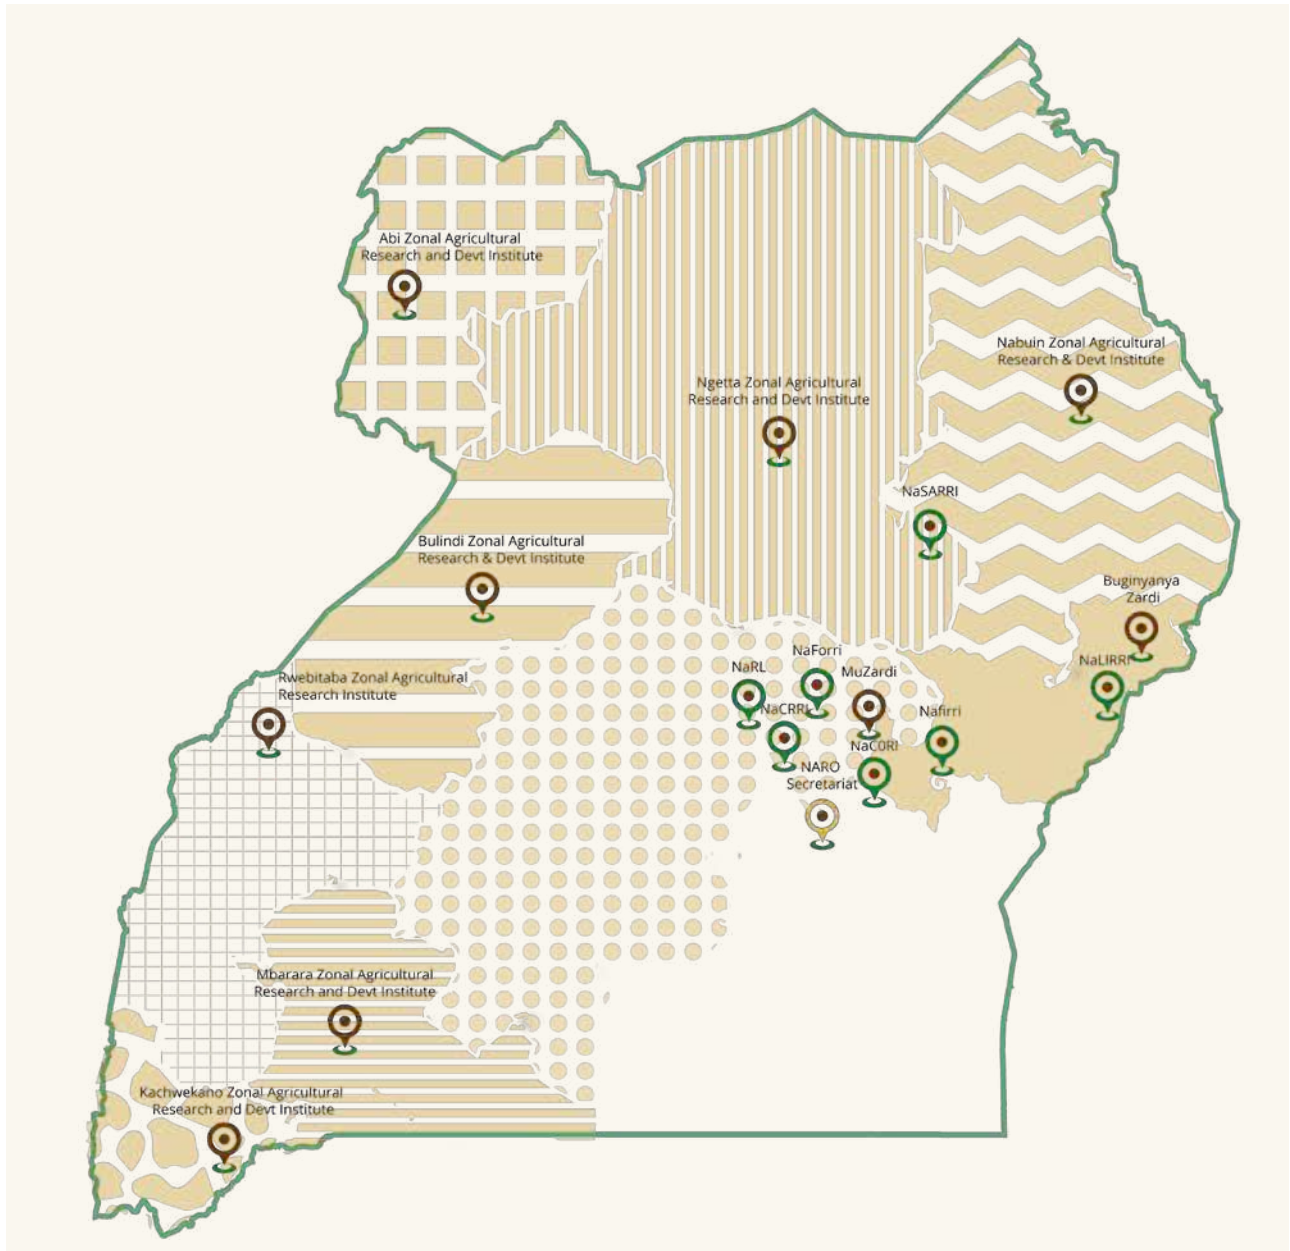 Abi Zonal Agricultural
Research and Devt Institute
Nabuin Zonal Agricultural
Research & Devt Institute
Ngetta Zonal Agricultural
Research and Devt Institute
NaSARRI
Bulindi Zonal Agricultural
Research & Devt Institute
Buginyanya
Zardi
NaForri
NaLIRRI
NaRL
MuZardi
Rwebitaba Zonal Agricultural
Research Institute
NaCRRI
Nafirri
NaCORI
NARO
Secretariat
Mbarara Zonal Agricultural
Research and Devt Institute
Kachwekano Zonal Agricultural
Research and Devt Institute